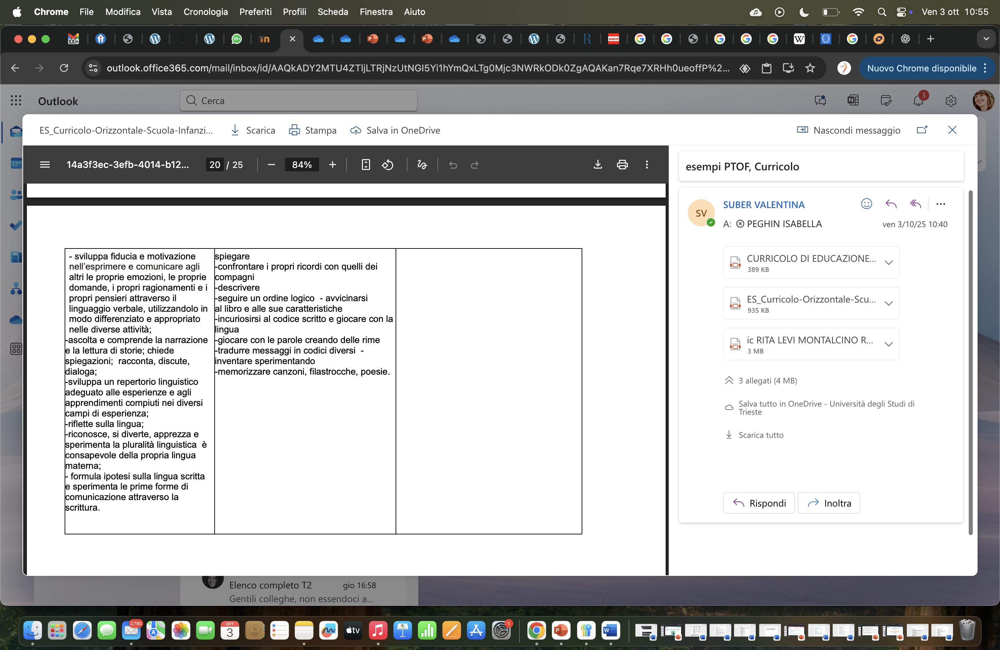 Chrome File Modifica Vista Cronologia Preferiti Profili Scheda Finestra Aiuto
Ven 3 ott 10:55
100+
99+
aiatel
outlook.office365.com/mail/inbox/id/AAQkADY2MTU4ZTljLTRjNzUtNGI5Yi1hYmQxLTg0Mjc3NWRkODk0ZgAQAKan7Rqe7XRHh0ueoffP%2...
Nuovo Chrome disponibile
Outlook
Cerca
3
ES_Curricolo-Orizzontale-Scuola-Infanzi...
Scarica
Stampa
Salva in OneDrive
Nascondi messaggio
14a3f3ec-3efb-4014-b12...
20 / 25
84%
- sviluppa fiducia e motivazione
nell’esprimere e comunicare agli
altri le proprie emozioni, le proprie
domande, i propri ragionamenti e i
propri pensieri attraverso il
linguaggio verbale, utilizzandolo in
modo differenziato e appropriato
nelle diverse attività;
-ascolta e comprende la narrazione
e la lettura di storie; chiede
spiegazioni;  racconta, discute,
dialoga;
-sviluppa un repertorio linguistico
adeguato alle esperienze e agli
apprendimenti compiuti nei diversi
campi di esperienza;
-riflette sulla lingua;
-riconosce, si diverte, apprezza e
sperimenta la pluralità linguistica  è
consapevole della propria lingua
materna;
- formula ipotesi sulla lingua scritta
e sperimenta le prime forme di
comunicazione attraverso la
scrittura.
spiegare
-confrontare i propri ricordi con quelli dei
compagni
-descrivere
-seguire un ordine logico  - avvicinarsi
al libro e alle sue caratteristiche
-incuriosirsi al codice scritto e giocare con la
lingua
-giocare con le parole creando delle rime
-tradurre messaggi in codici diversi  -
inventare sperimentando
-memorizzare canzoni, filastrocche, poesie.
esempi PTOF, Curricolo
SV
SUBER VALENTINA
A: PEGHIN ISABELLA
ven 3/10/25 10:40
CURRICOLO DI EDUCAZIONE...
389 KB
ES_Curricolo-Orizzontale-Scu...
935 KB
ic RITA LEVI MONTALCINO R...
3 MB
3 allegati (4 MB)
Salva tutto in OneDrive - Università degli Studi di
Trieste
Scarica tutto
Rispondi
Inoltra
Elenco completo T2
gio 16:58
Gentili colleghe, non essendoci a...
2.790
OTT
3
tv
1